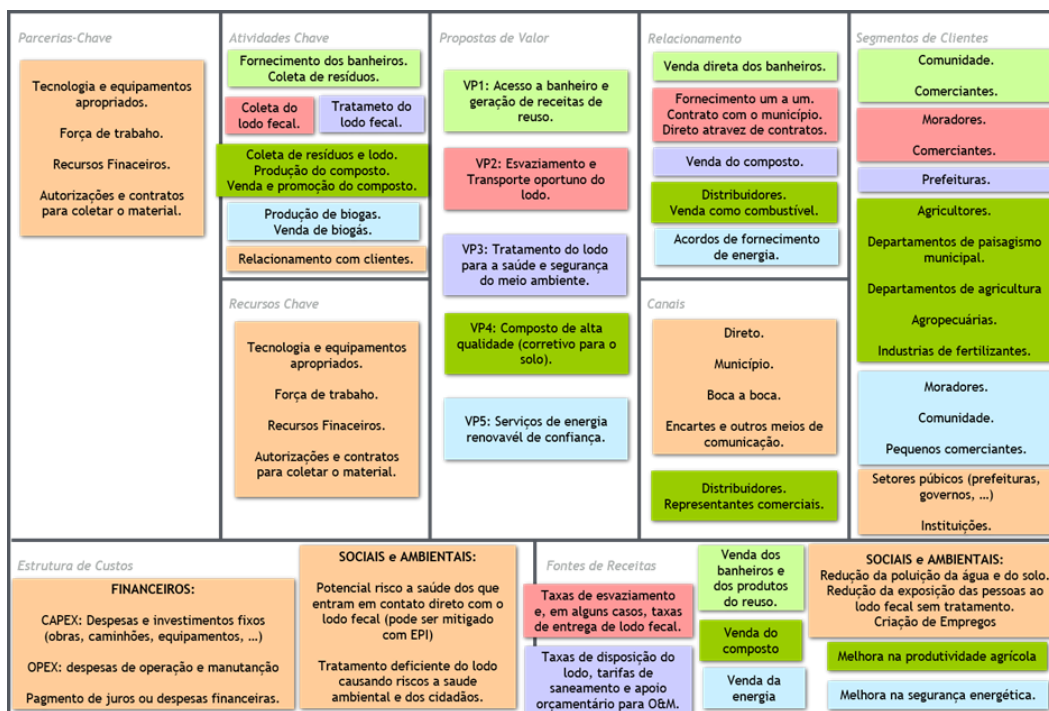 Parcerias-Chave
Tecnologia e equipamentos
apropriados.
Força de trabalho.
Recursos Finaceiros.
Autorizações e contratos
para coletar o material.
Atividades Chave
Fornecimento dos banheiros.
Coleta de resíduos.
Coleta do
lodo fecal.
Tratameto do
lodo fecal.
Coleta de resíduos e lodo.
Produção do composto.
Venda e promoção do composto.
Produção de biogas.
Venda de biogás.
Relacionamento com clientes.
Recursos Chave
Tecnologia e equipamentos
apropriados.
Força de trabalho.
Recursos Finaceiros.
Autorizações e contratos
para coletar o material.
Propostas de Valor
VP1: Acesso a banheiro e
geração de receitas de
reuso.
VP2: Esvaziamento e
Transporte oportuno do
lodo.
VP3: Tratamento do lodo
para a saúde e segurança
do meio ambiente.
VP4: Composto de alta
qualidade (corretivo para o
solo).
VP5: Serviços de energia
renovavél de confiança.
Relacionamento
Venda direta dos banheiros.
Fornecimento um a um.
Contrato com o município.
Direto atravez de contratos.
Venda do composto.
Distribuidores.
Venda como combustível.
Acordos de fornecimento
de energia.
Canais
Direto.
Município.
Boca a boca.
Encartes e outros meios de
comunicação.
Distribuidores.
Representantes comerciais.
Segmentos de Clientes
Comunidade.
Comerciantes.
Moradores.
Comerciantes.
Prefeituras.
Agricultores.
Departamentos de paisagismo
municipal.
Departamentos de agricultura
Agropecuárias.
Industrias de fertilizantes.
Moradores.
Comunidade.
Pequenos comerciantes.
Setores púbicos (prefeituras,
governos, …)
Instituições.
Estrutura de Custos
FINANCEIROS:
CAPEX: Despesas e investimentos fixos
(obras, caminhões, equipamentos, …)
OPEX: despesas de operação e manutanção
Pagmento de juros ou despesas financeiras.
SOCIAIS e AMBIENTAIS:
Potencial risco a saúde dos que
entram em contato direto com o
lodo fecal (pode ser mitigado
com EPI)
Tratamento deficiente do lodo
causando riscos a saude
ambiental e dos cidadãos.
Fontes de Receitas
Taxas de esvaziamento
e, em alguns casos, taxas
de entrega de lodo fecal.
Taxas de disposição do
lodo, tarifas de
saneamento e apoio
orçamentário para O&M.
Venda dos
banheiros e
dos produtos
do reuso.
Venda do
composto
Venda da
energia
SOCIAIS e AMBIENTAIS:
Redução da poluição da água e do solo.
Redução da exposição das pessoas ao
lodo fecal sem tratamento.
Criação de Empregos
Melhora na produtividade agrícola
Melhora na segurança energética.